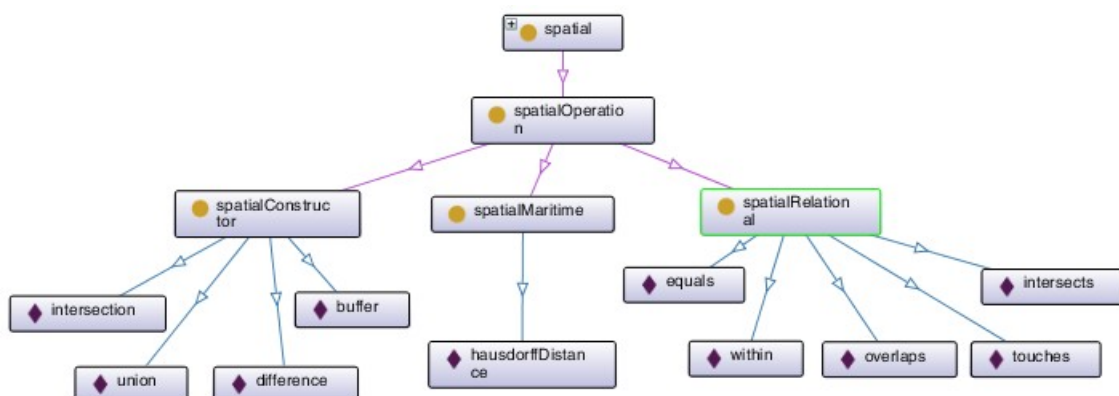 spatial
spatialOperatio
n
spatialConstruc
tor
spatialMaritime
spatialRelation
al
intersection
union
difference
buffer
hausdorffDistan
ce
equals
within
overlaps
touches
intersects